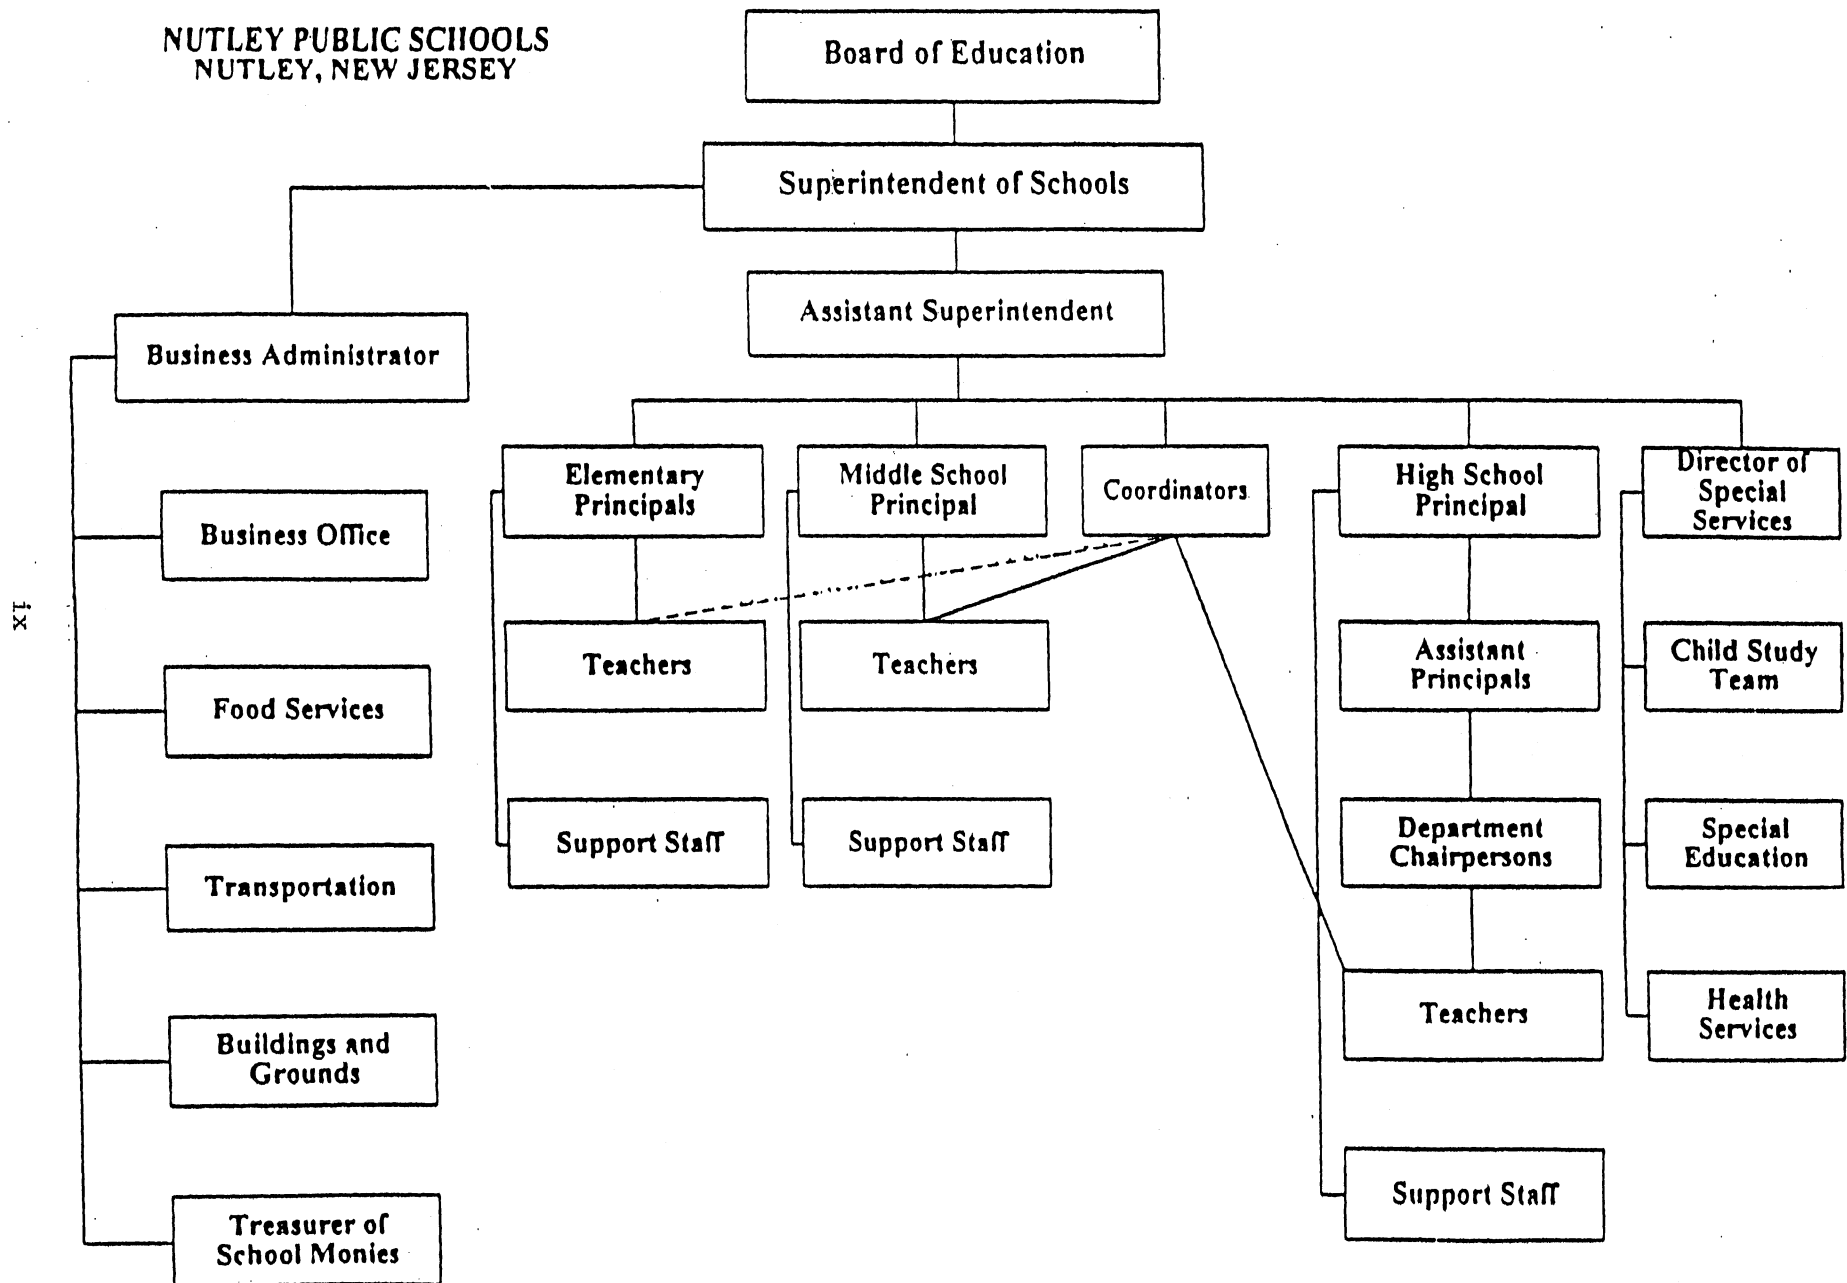 NUTLEY PUBLIC SCHOOLS
NUTLEY, NEW JERSEY
Board of Education
Superintendent of Schools
Assistant Superintendent
Business Administrator
Elementary
Principals
Middle School
Principal
Coordinators
High School
Principal
Director of
Special
Services
Business Office
Teachers
Teachers
Assistant
Principals
Child Study
Team
Food Services
Support Staff
Support Staff
Department
Chairpersons
Special
Education
Transportation
Teachers
Health
Services
Buildings and
Grounds
Support Staff
Treasurer of
School Monies
ix